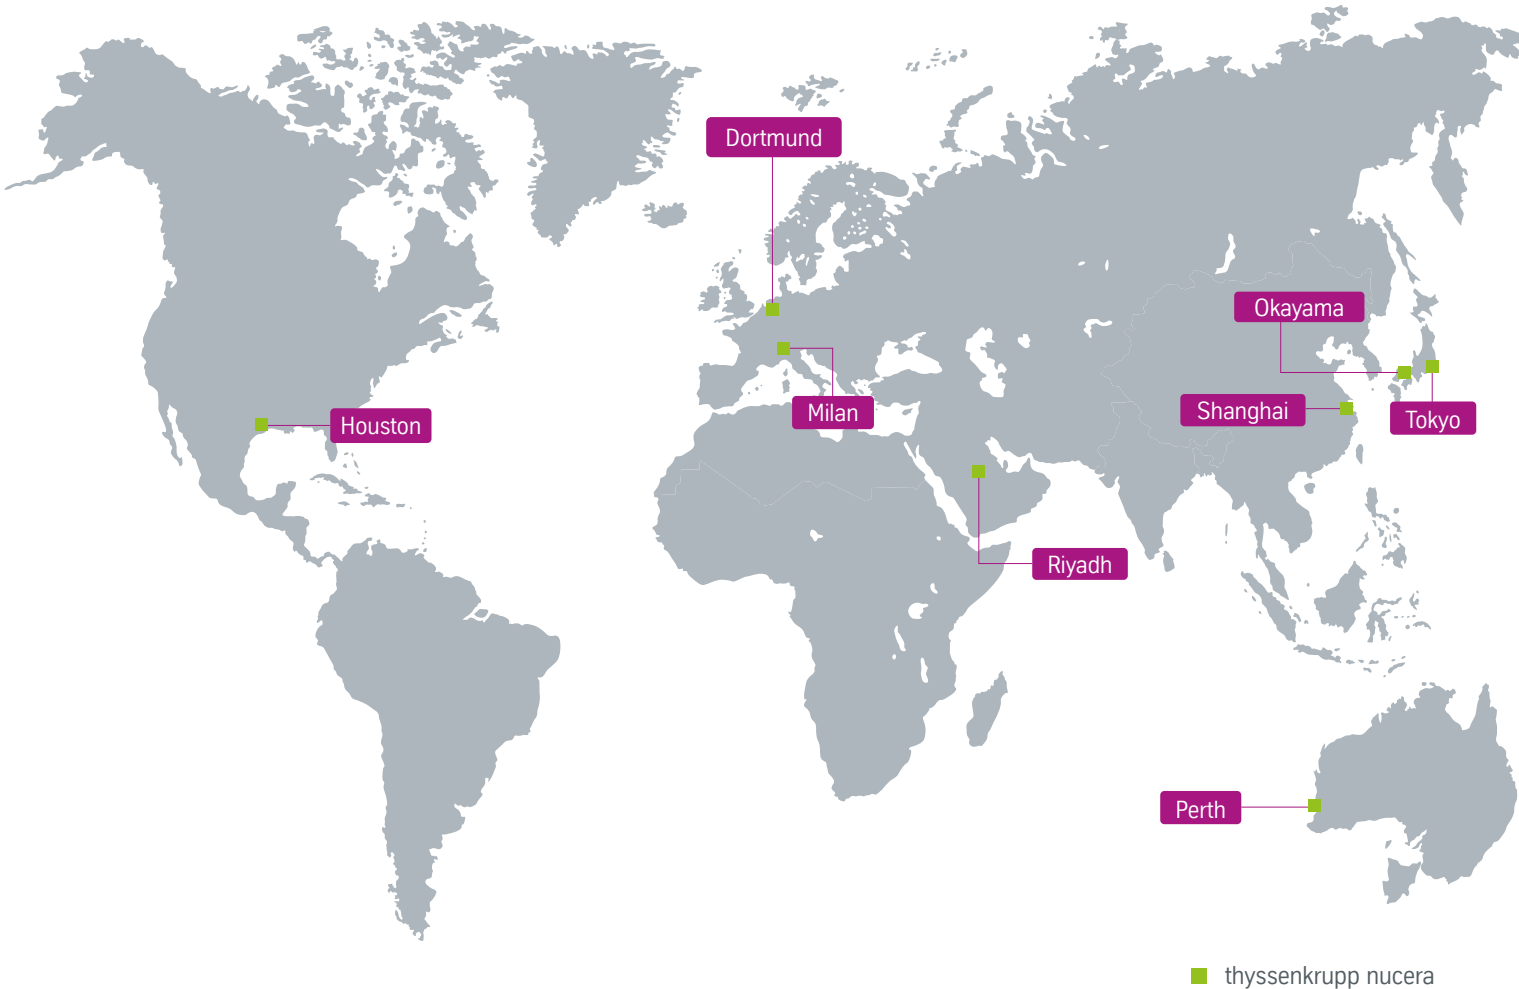 Dortmund
Okayama
Milan
Shanghai
Tokyo
Houston
Riyadh
Perth
thyssenkrupp nucera